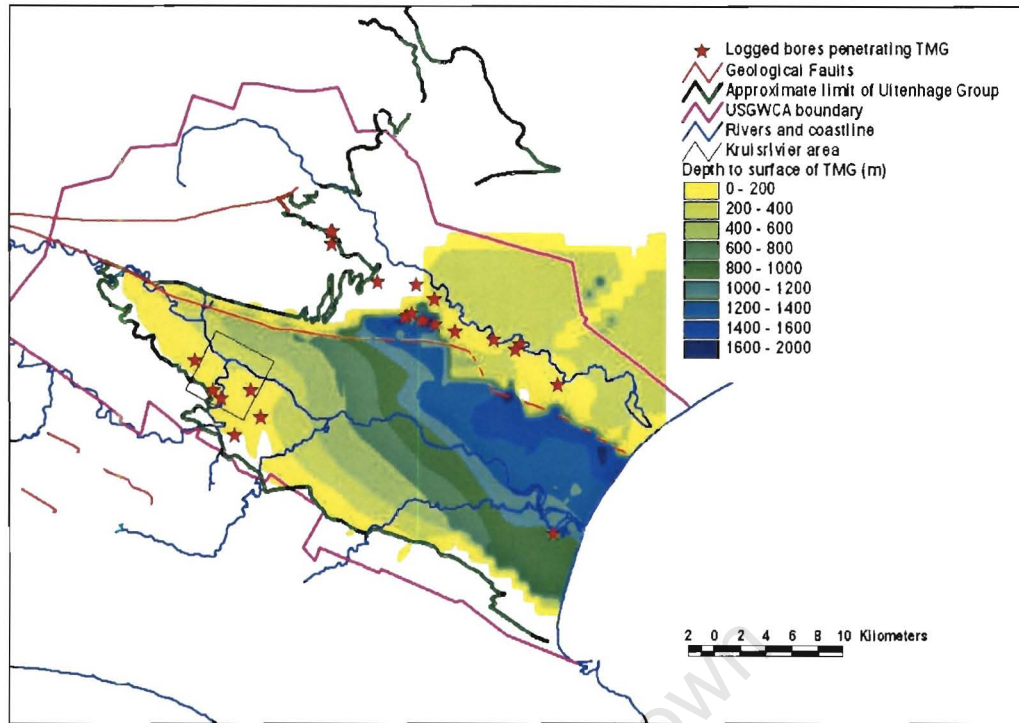 Logged bores penetrating TMG
Geological Faults
Approximate limit of Uitenhage Group
USGWCA boundary
Rivers and coastline
Kruisrivier area
Depth to surface of TMG (m)
0 - 200
200 - 400
400 - 600
600 - 800
800 - 1000
1000 - 1200
1200 - 1400
1400 - 1600
1600 - 2000
2 0 2 4 6 8 10 Kilometers